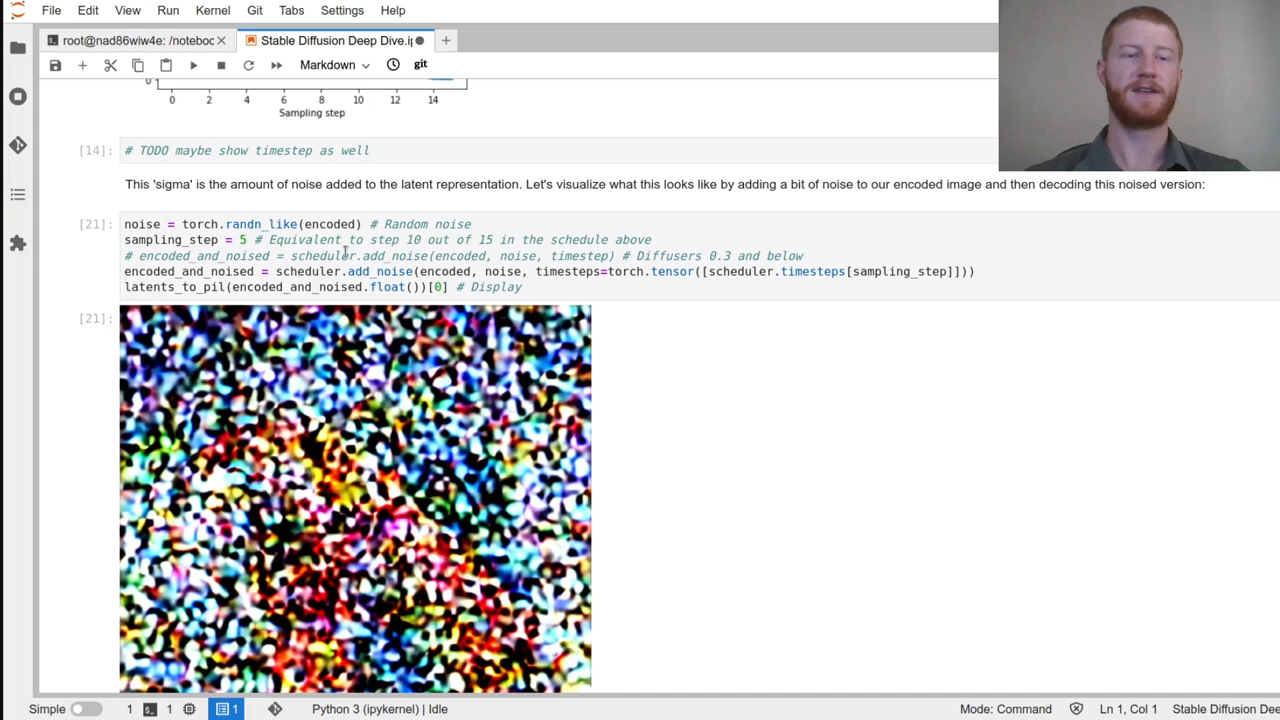 File Edit View Run Kernel Git Tabs Settings Help
root@nad86wiw4e: /noteboo
Stable Diffusion Deep Dive.i
Markdown
git
0 2 4 6 8 10 12 14
Sampling step
[14]: # TODO maybe show timestep as well
This 'sigma' is the amount of noise added to the latent representation. Let's visualize what this looks like by adding a bit of noise to our encoded image and then decoding this noised version:
[21]: noise = torch.randn_like(encoded) # Random noise
sampling_step = 5 # Equivalent to step 10 out of 15 in the schedule above
# encoded_and_noised = scheduler.add_noise(encoded, noise, timestep) # Diffusers 0.3 and below
encoded_and_noised = scheduler.add_noise(encoded, noise, timesteps=torch.tensor([scheduler.timesteps[sampling_step]]))
latents_to_pil(encoded_and_noised.float())[0] # Display
[21]:
Simple 1 1 1 Python 3 (ipykernel) | Idle Mode: Command Ln 1, Col 1 Stable Diffusion Dee